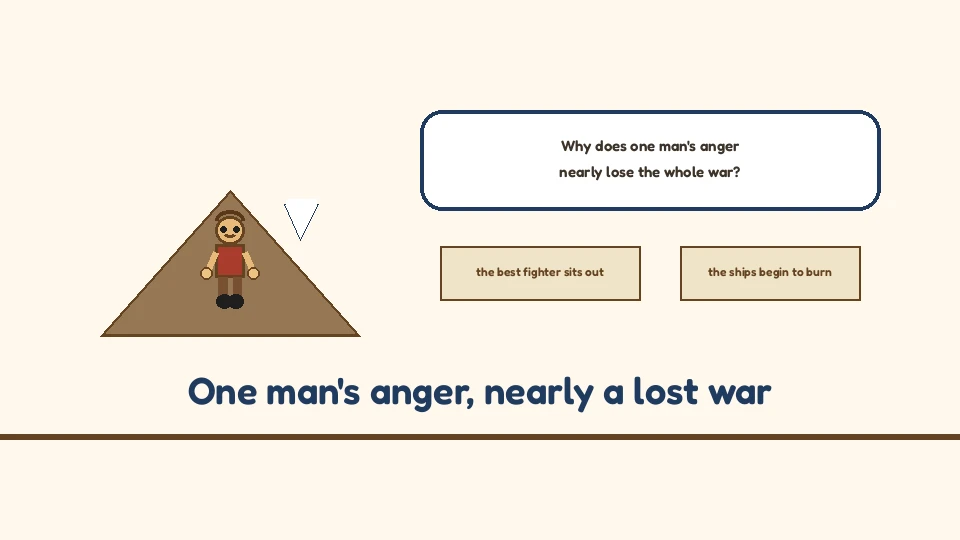 Why does one man's anger
nearly lose the whole war?
the best fighter sits out
the ships begin to burn
One man's anger, nearly a lost war